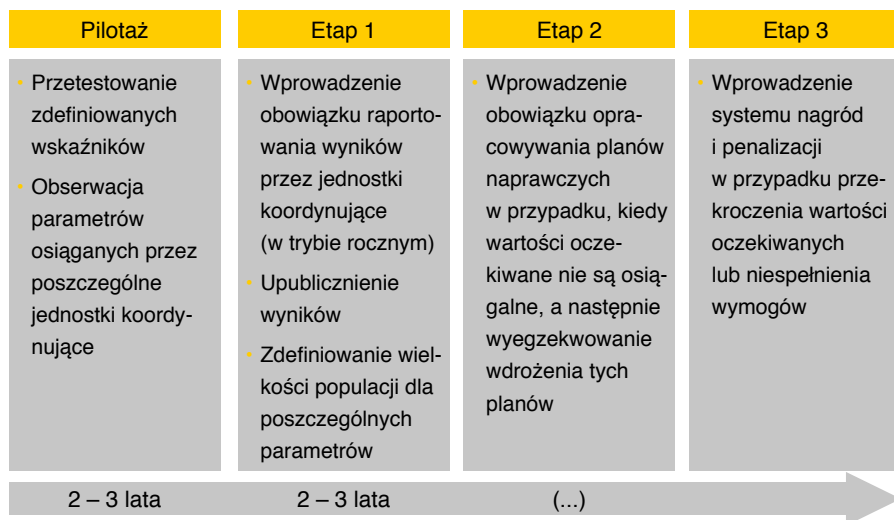 Pilotaż
• Przetestowanie
zdefiniowanych
wskaźników
• Obserwacja
parametrów
osiąganych przez
poszczególne
jednostki koordy-
nujące
Etap 1
• Wprowadzenie
obowiązku raporto-
wania wyników
przez jednostki
koordynujące
(w trybie rocznym)
• Upublicznienie
wyników
• Zdefiniowanie wiel-
kości populacji dla
poszczególnych
parametrów
Etap 2
• Wprowadzenie
obowiązku opra-
cowywania planów
naprawczych
w przypadku, kiedy
wartości ocze-
kiwane nie są osią-
galne, a następnie
wyegzekwowanie
wdrożenia tych
planów
Etap 3
• Wprowadzenie
systemu nagród
i penalizacji
w przypadku prze-
kroczenia wartości
oczekiwanych
lub niespełnienia
wymogów
2 – 3 lata
2 – 3 lata
(...)